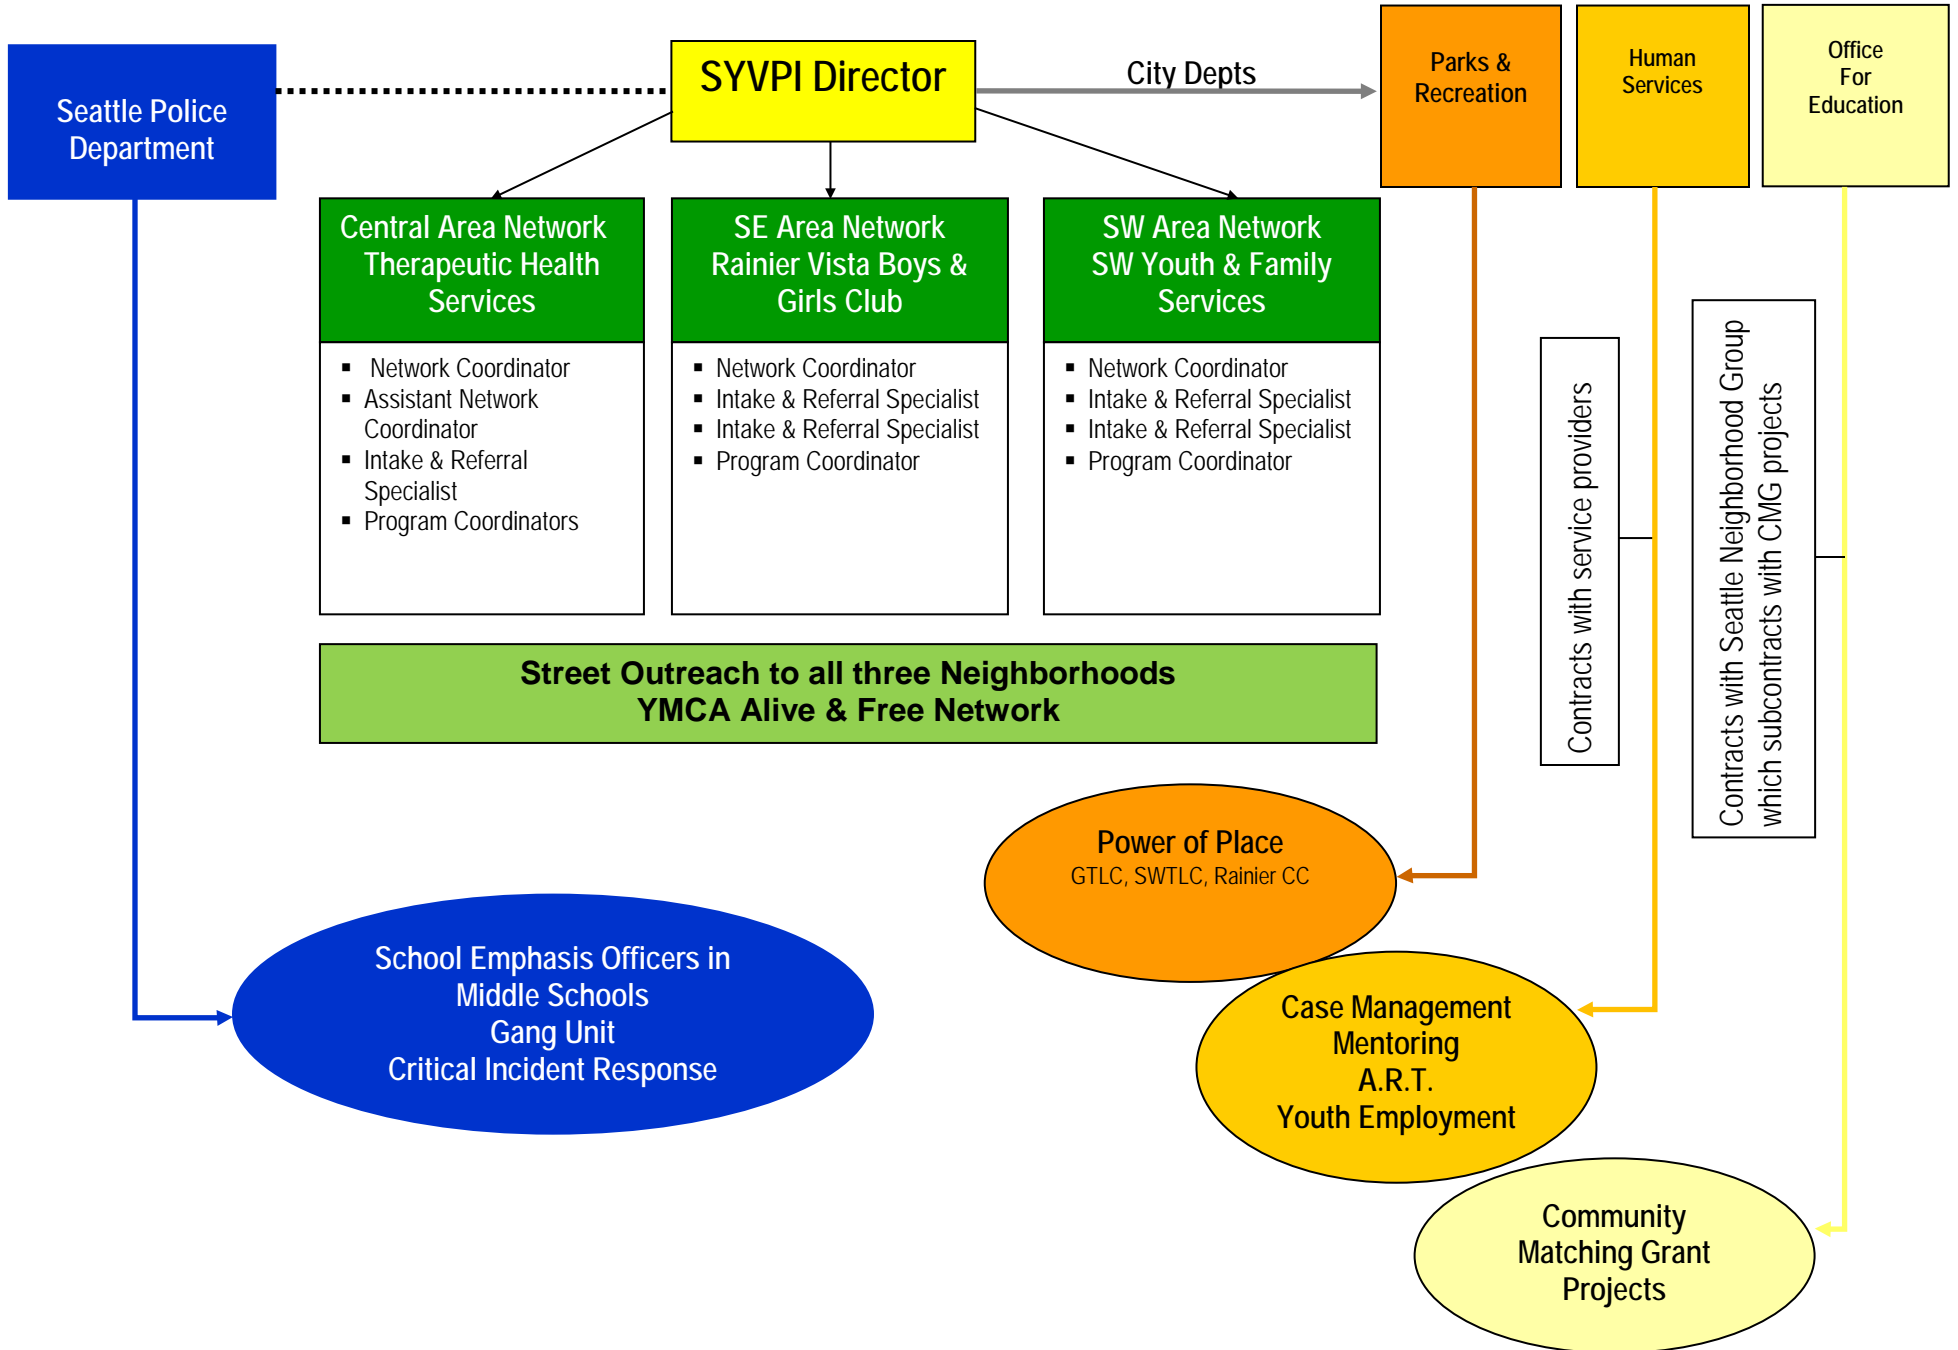 Seattle Police
Department
SYVPI Director
City Depts
Parks &
Recreation
Human
Services
Office
For
Education
Central Area Network
Therapeutic Health
Services
▪ Network Coordinator
▪ Assistant Network
Coordinator
▪ Intake & Referral
Specialist
▪ Program Coordinators
SE Area Network
Rainier Vista Boys &
Girls Club
▪ Network Coordinator
▪ Intake & Referral Specialist
▪ Intake & Referral Specialist
▪ Program Coordinator
SW Area Network
SW Youth & Family
Services
▪ Network Coordinator
▪ Intake & Referral Specialist
▪ Intake & Referral Specialist
▪ Program Coordinator
Contracts with service providers
Contracts with Seattle Neighborhood Group
which subcontracts with CMG projects
Street Outreach to all three Neighborhoods
YMCA Alive & Free Network
Power of Place
GTLC, SWTLC, Rainier CC
School Emphasis Officers in
Middle Schools
Gang Unit
Critical Incident Response
Case Management
Mentoring
A.R.T.
Youth Employment
Community
Matching Grant
Projects